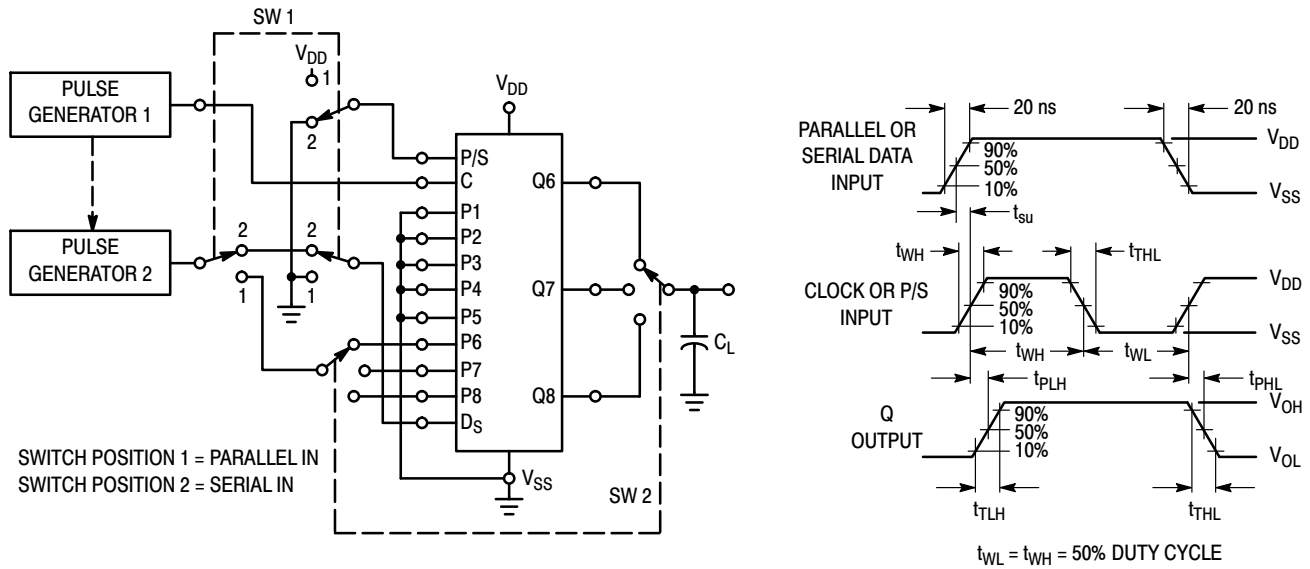 SW 1
VDD
1
2
PULSE
GENERATOR 1
PULSE
GENERATOR 2
2
2
1
1
VDD
P/S
C
P1
P2
P3
P4
P5
P6
P7
P8
DS
Q6
Q7
Q8
CL
VSS
SW 2
SWITCH POSITION 1 = PARALLEL IN
SWITCH POSITION 2 = SERIAL IN
20 ns
20 ns
PARALLEL OR
SERIAL DATA
INPUT
90%
50%
10%
VDD
VSS
tsu
tWH
tTHL
CLOCK OR P/S
INPUT
90%
50%
10%
VDD
VSS
tWH
tWL
tPLH
tPHL
Q
OUTPUT
90%
50%
10%
VOH
VOL
tTLH
tTHL
tWL = tWH = 50% DUTY CYCLE